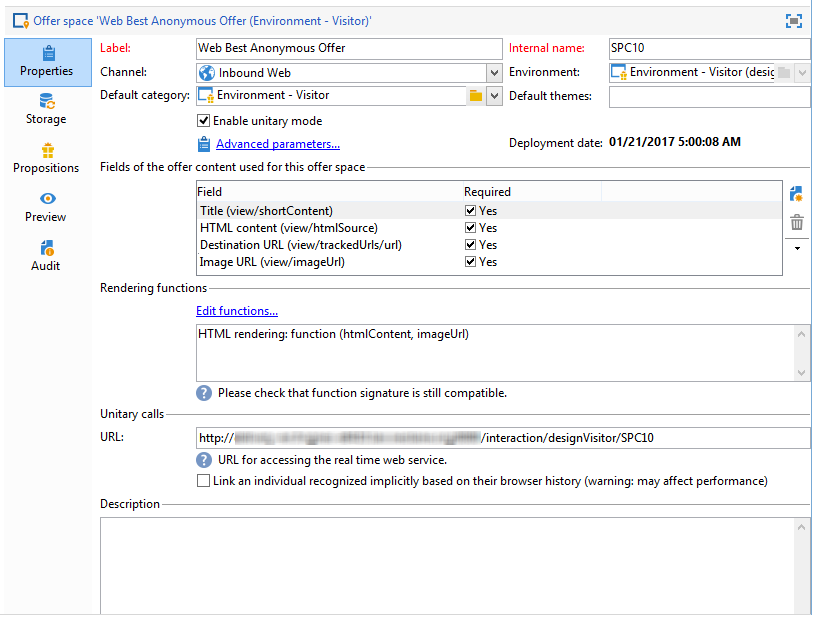 Offer space 'Web Best Anonymous Offer (Environment - Visitor)'
Properties
Storage
Propositions
Preview
Audit
Label: Web Best Anonymous Offer Internal name: SPC10
Channel: Inbound Web Environment: Environment - Visitor (desig
Default category: Environment - Visitor Default themes:
Enable unitary mode
Advanced parameters... Deployment date: 01/21/2017 5:00:08 AM
Fields of the offer content used for this offer space
Field Required
Title (view/shortContent) Yes
HTML content (view/htmlSource) Yes
Destination URL (view/trackedUrls/url) Yes
Image URL (view/imageUrl) Yes
Rendering functions
Edit functions...
HTML rendering: function (htmlContent, imageUrl)
? Please check that function signature is still compatible.
Unitary calls
URL: http:// /interaction/designVisitor/SPC10
? URL for accessing the real time web service.
Link an individual recognized implicitly based on their browser history (warning: may affect performance)
Description